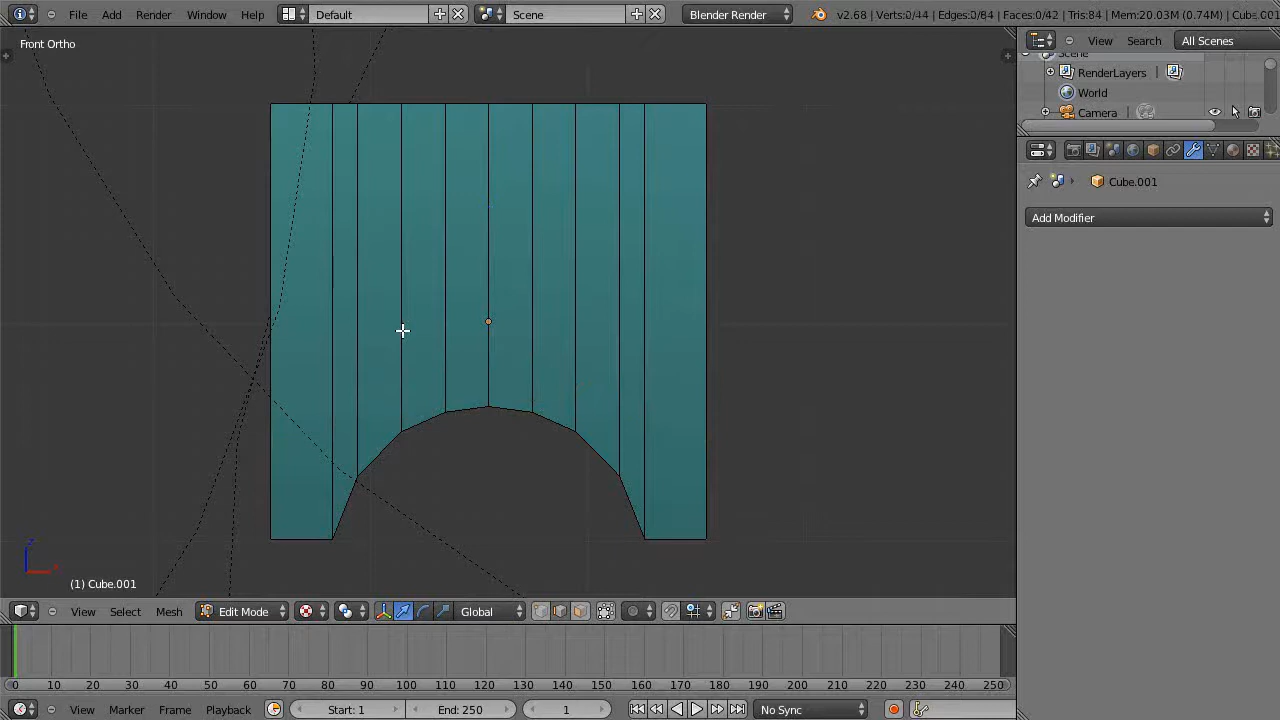 File Add Render Window Help Default Scene Blender Render v2.68 | Verts:0/44 | Edges:0/84 | Faces:0/42 | Tris:84 | Mem:20.03M (0.74M) | Cube.001
Front Ortho
View Search All Scenes
Scene
RenderLayers
World
Camera
Cube.001
Add Modifier
(1) Cube.001
View Select Mesh Edit Mode Global
0 10 20 30 40 50 60 70 80 90 100 110 120 130 140 150 160 170 180 190 200 210 220 230 240 250
View Marker Frame Playback Start: 1 End: 250 1 No Sync